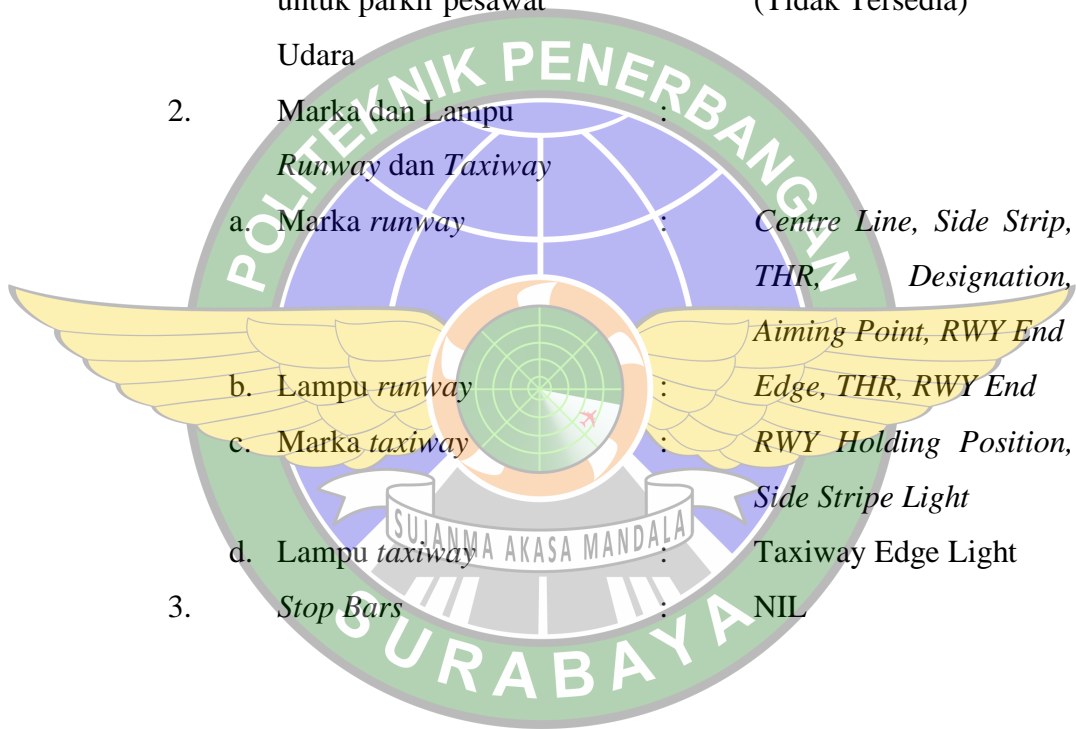 untuk parkir pesawat (Tidak Tersedia)
Udara
2. Marka dan Lampu :
Runway dan Taxiway
a. Marka runway : Centre Line, Side Strip,
THR, Designation,
Aiming Point, RWY End
b. Lampu runway : Edge, THR, RWY End
c. Marka taxiway : RWY Holding Position,
Side Stripe Light
d. Lampu taxiway : Taxiway Edge Light
3. Stop Bars : NIL
POLITEKNIK PENERBANGAN
SUJANMA AKASA MANDALA
SURABAYA